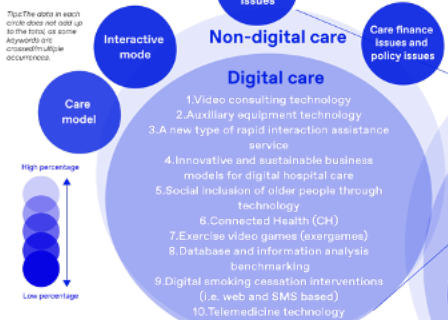 issues
Tips:The data in each
circle does not add up
to the total, as some
keywords are
crossed/multiple
occurrences.
Interactive
mode
Non-digital care
Care finance
issues and
policy issues
Care
model
Digital care
1.Video consulting technology
2.Auxiliary equipment technology
3.A new type of rapid interaction assistance
service
4.Innovative and sustainable business
models for digital hospital care
5.Social inclusion of older people through
technology
6.Connected Health (CH)
7.Exercise video games (exergames)
8.Database and information analysis
benchmarking
9.Digital smoking cessation interventions
(i.e. web and SMS based)
10.Telemedicine technology
High percentage
Low percentage